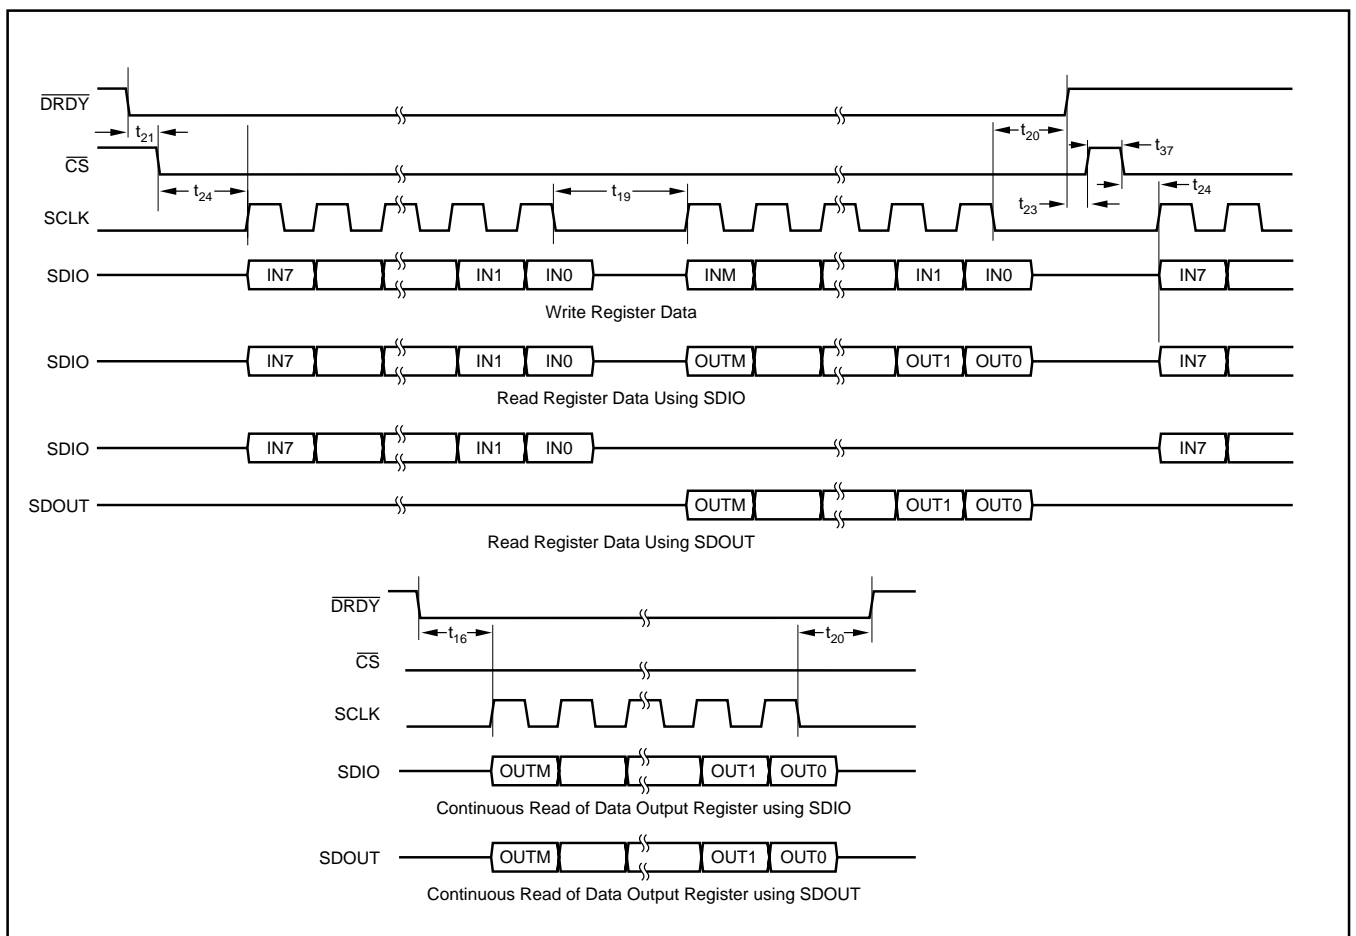 DRDY
t21
t20
CS
t37
t24
t19
t24
t23
SCLK
SDIO IN7 IN1 IN0 INM IN1 IN0 IN7
Write Register Data
SDIO IN7 IN1 IN0 OUTM OUT1 OUT0 IN7
Read Register Data Using SDIO
SDIO IN7 IN1 IN0 IN7
SDOUT OUTM OUT1 OUT0
Read Register Data Using SDOUT
DRDY
t16 t20
CS
SCLK
SDIO OUTM OUT1 OUT0
Continuous Read of Data Output Register using SDIO
SDOUT OUTM OUT1 OUT0
Continuous Read of Data Output Register using SDOUT